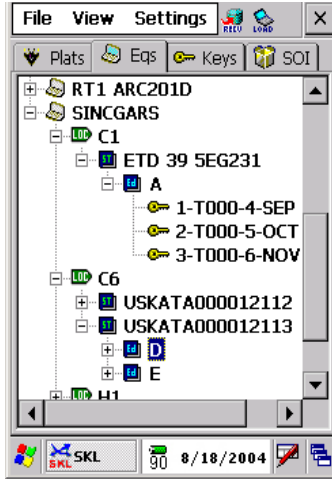 File View Settings RECV LOAD ×
Plats Eqs Keys SOI
RT1 ARC201D
SINCGARS
LOC C1
ST ETD 39 5EG231
Ed A
1-T000-4-SEP
2-T000-5-OCT
3-T000-6-NOV
LOC C6
ST USKATA000012112
ST USKATA000012113
Ed D
Ed E
LOC H1
SKL SKL 90 8/18/2004